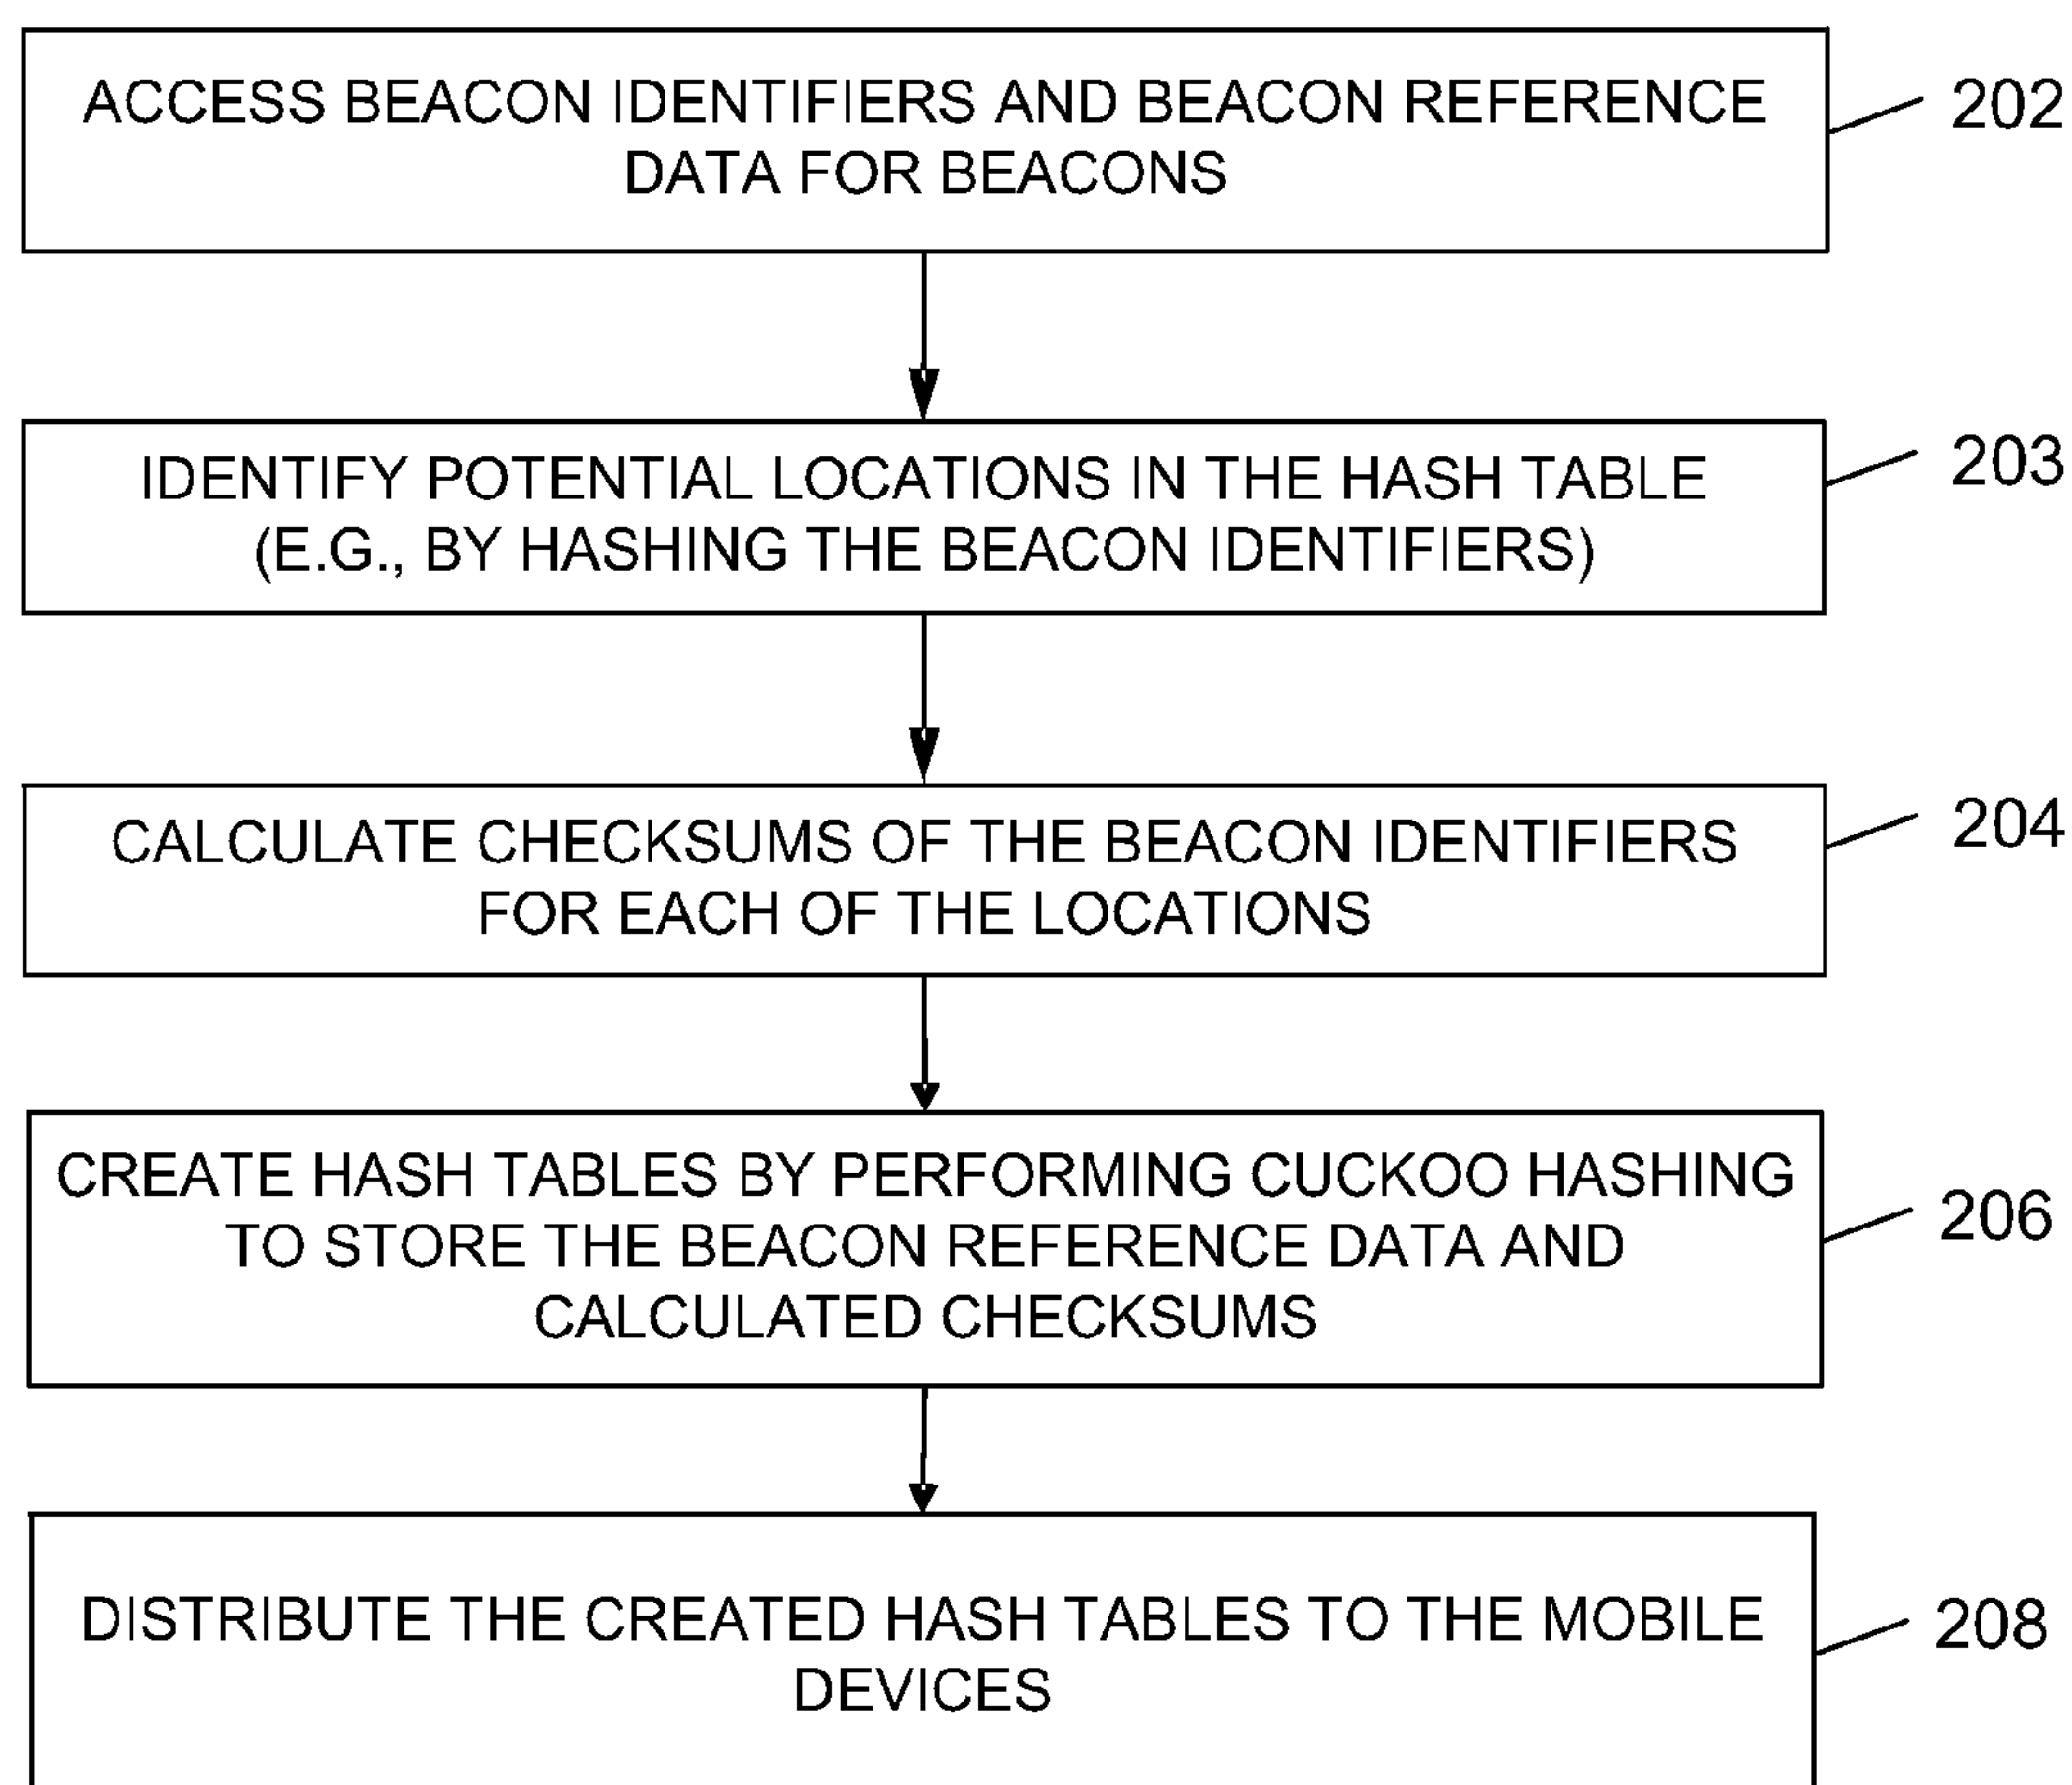 ACCESS BEACON IDENTIFIERS AND BEACON REFERENCE
DATA FOR BEACONS
202
IDENTIFY POTENTIAL LOCATIONS IN THE HASH TABLE
(E.G., BY HASHING THE BEACON IDENTIFIERS)
203
CALCULATE CHECKSUMS OF THE BEACON IDENTIFIERS
FOR EACH OF THE LOCATIONS
204
CREATE HASH TABLES BY PERFORMING CUCKOO HASHING
TO STORE THE BEACON REFERENCE DATA AND
CALCULATED CHECKSUMS
206
DISTRIBUTE THE CREATED HASH TABLES TO THE MOBILE
DEVICES
208